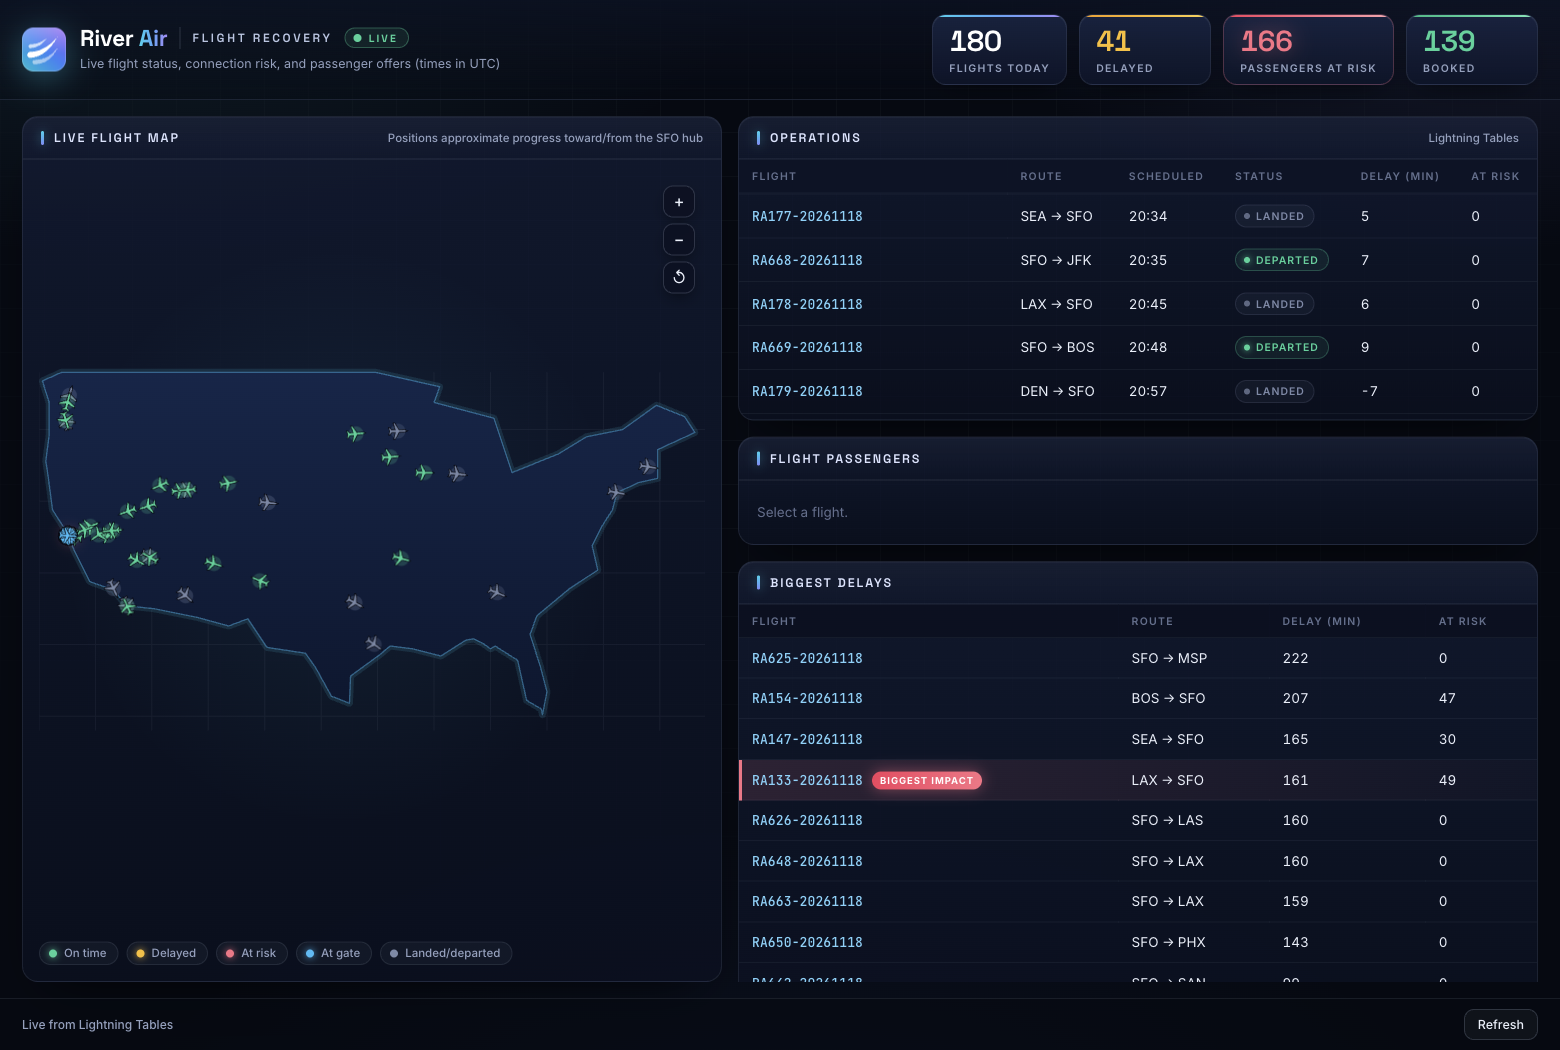 River Air
FLIGHT RECOVERY
LIVE
Live flight status, connection risk, and passenger offers (times in UTC)
180
FLIGHTS TODAY
41
DELAYED
166
PASSENGERS AT RISK
139
BOOKED
LIVE FLIGHT MAP
Positions approximate progress toward/from the SFO hub
+
−
On time
Delayed
At risk
At gate
Landed/departed
OPERATIONS
Lightning Tables
FLIGHT ROUTE SCHEDULED STATUS DELAY (MIN) AT RISK
RA177-20261118 SEA → SFO 20:34 LANDED 5 0
RA668-20261118 SFO → JFK 20:35 DEPARTED 7 0
RA178-20261118 LAX → SFO 20:45 LANDED 6 0
RA669-20261118 SFO → BOS 20:48 DEPARTED 9 0
RA179-20261118 DEN → SFO 20:57 LANDED -7 0
FLIGHT PASSENGERS
Select a flight.
BIGGEST DELAYS
FLIGHT ROUTE DELAY (MIN) AT RISK
RA625-20261118 SFO → MSP 222 0
RA154-20261118 BOS → SFO 207 47
RA147-20261118 SEA → SFO 165 30
RA133-20261118 BIGGEST IMPACT LAX → SFO 161 49
RA626-20261118 SFO → LAS 160 0
RA648-20261118 SFO → LAX 160 0
RA663-20261118 SFO → LAX 159 0
RA650-20261118 SFO → PHX 143 0
Live from Lightning Tables
Refresh